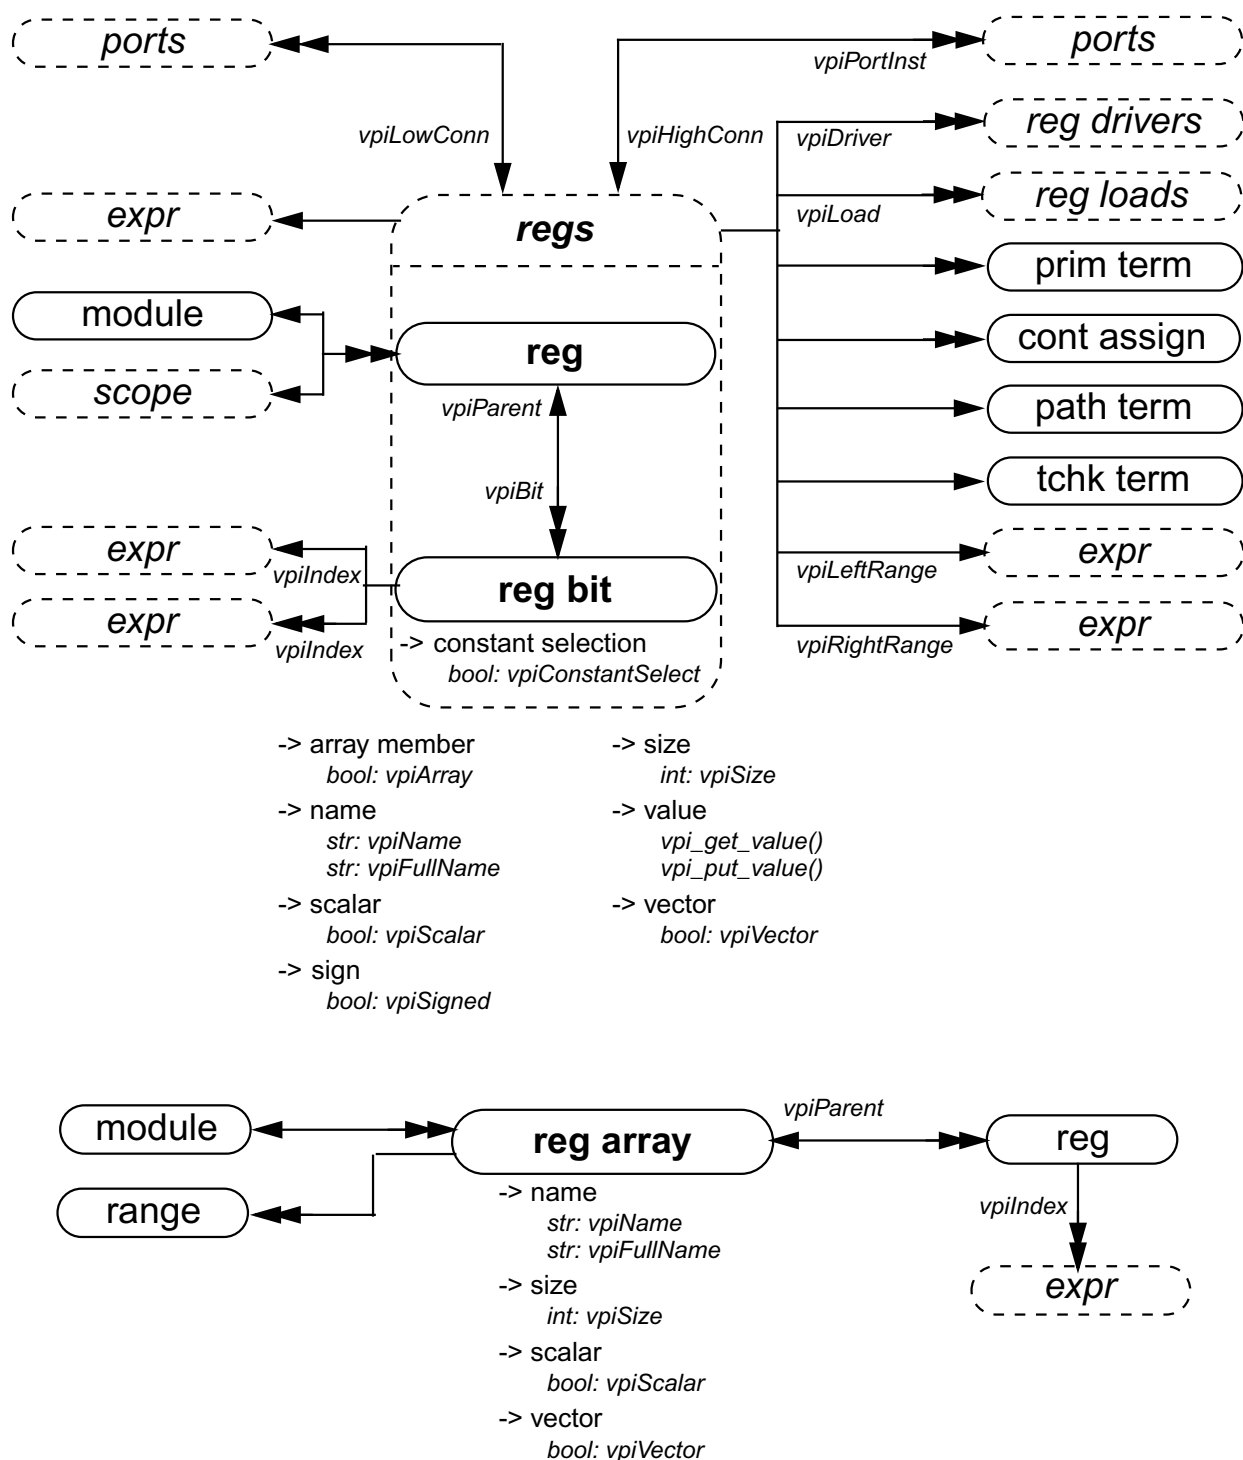 ports
ports
vpiPortInst
vpiLowConn
vpiHighConn
vpiDriver
reg drivers
expr
regs
vpiLoad
reg loads
prim term
module
reg
cont assign
scope
vpiParent
path term
vpiBit
tchk term
expr
vpiIndex
reg bit
vpiLeftRange
expr
expr
vpiIndex
-> constant selection
bool: vpiConstantSelect
vpiRightRange
expr
-> array member
bool: vpiArray
-> name
str: vpiName
str: vpiFullName
-> scalar
bool: vpiScalar
-> sign
bool: vpiSigned
-> size
int: vpiSize
-> value
vpi_get_value()
vpi_put_value()
-> vector
bool: vpiVector
module
reg array
vpiParent
reg
range
vpiIndex
expr
-> name
str: vpiName
str: vpiFullName
-> size
int: vpiSize
-> scalar
bool: vpiScalar
-> vector
bool: vpiVector